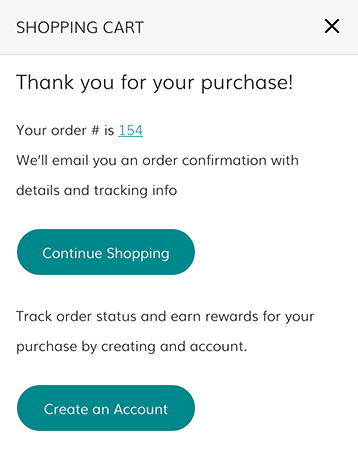 SHOPPING CART
Thank you for your purchase!
Your order # is 154
We'll email you an order confirmation with
details and tracking info
Continue Shopping
Track order status and earn rewards for your
purchase by creating and account.
Create an Account